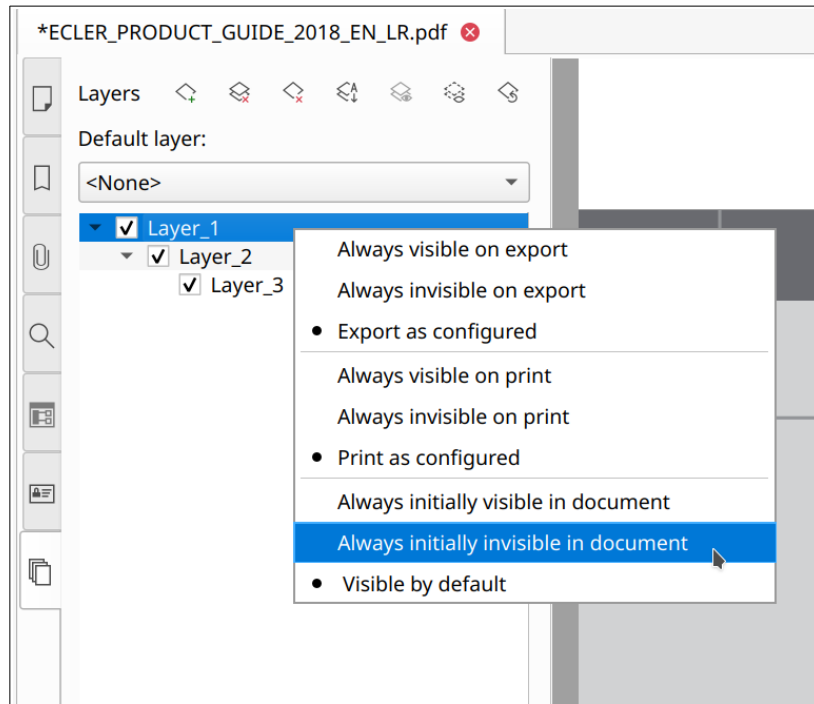 *ECLER_PRODUCT_GUIDE_2018_EN_LR.pdf
Layers
Default layer:
<None>
Layer_1
Layer_2
Layer_3
Always visible on export
Always invisible on export
Export as configured
Always visible on print
Always invisible on print
Print as configured
Always initially visible in document
Always initially invisible in document
Visible by default